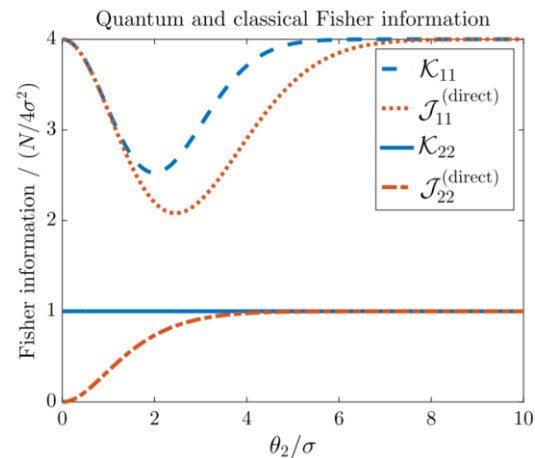 Quantum and classical Fisher information
Fisher information / (N/4σ²)
4
3
2
1
0
0 2 4 6 8 10
θ₂/σ
𝒦₁₁
𝒥₁₁^(direct)
𝒦₂₂
𝒥₂₂^(direct)